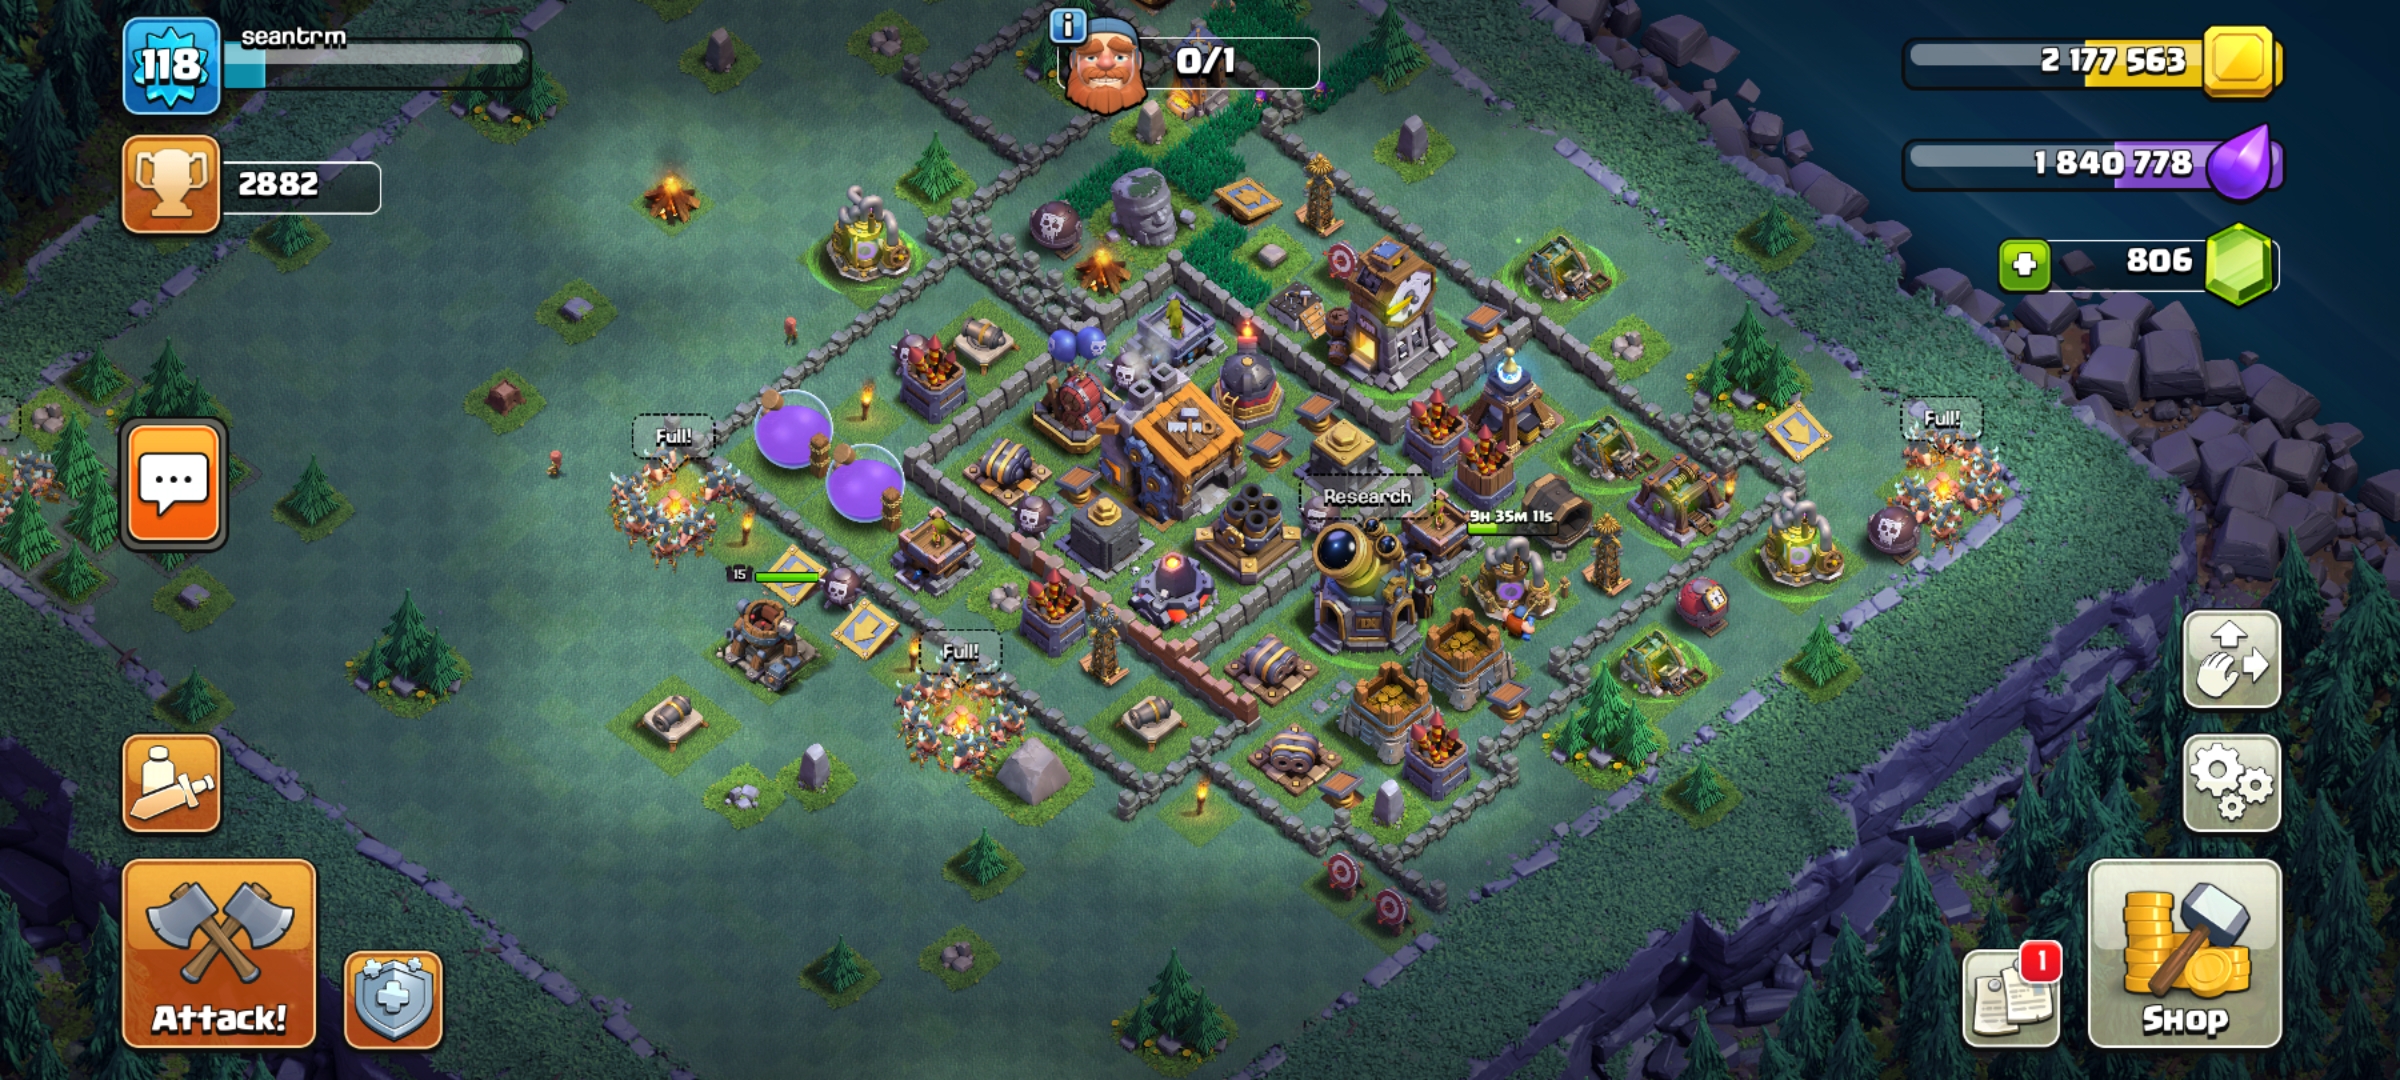 118
seantrm
i
0/1
2 177 563
2882
1 840 778
806
Full!
Full!
Research
9H 35M 11s
15
Full!
Attack!
1
Shop